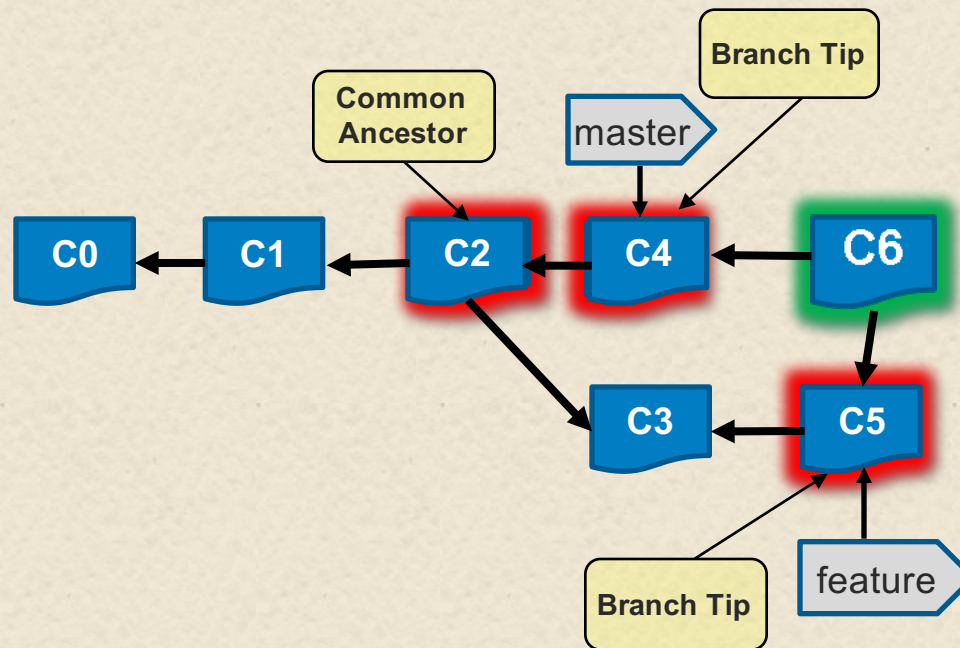 Branch Tip
Common
Ancestor
master
C0
C1
C2
C4
C6
C3
C5
Branch Tip
feature